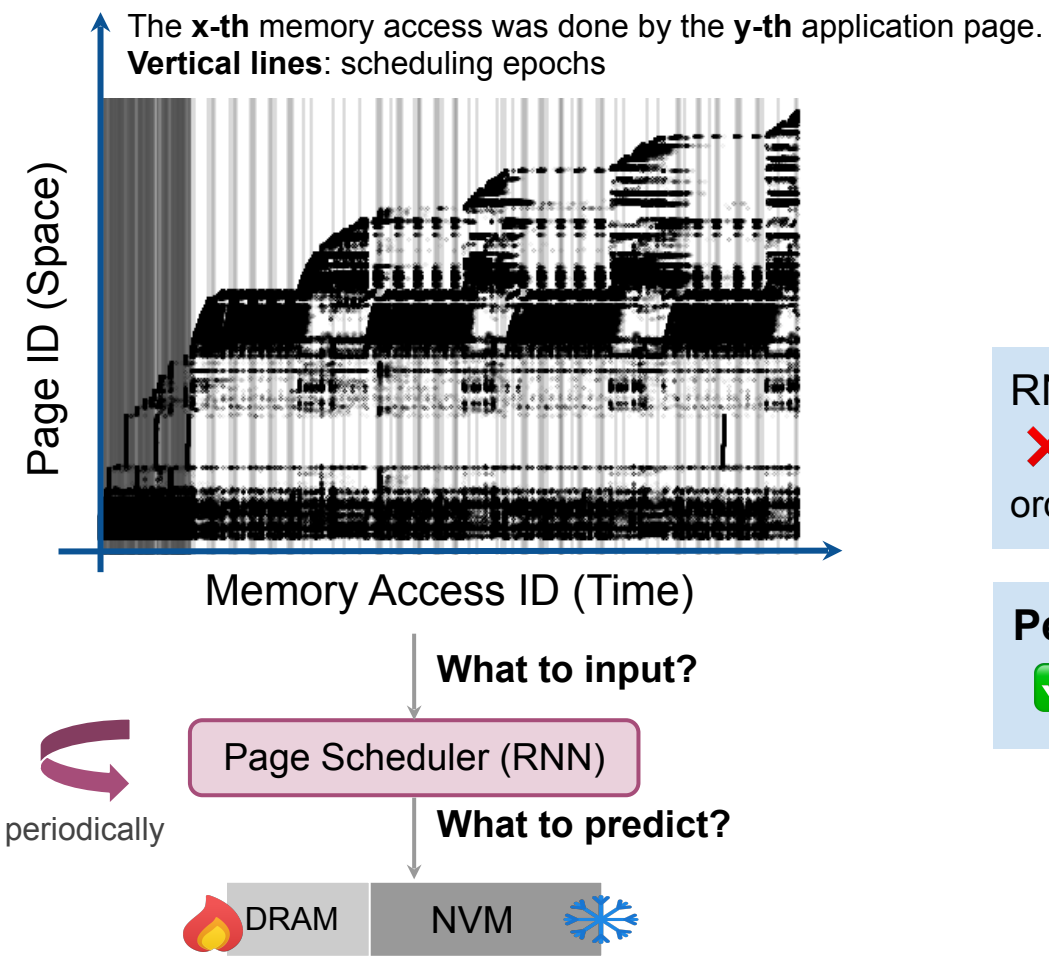 The x-th memory access was done by the y-th application page.
Vertical lines: scheduling epochs
Page ID (Space)
Memory Access ID (Time)
What to input?
Page Scheduler (RNN)
periodically
What to predict?
DRAM
NVM